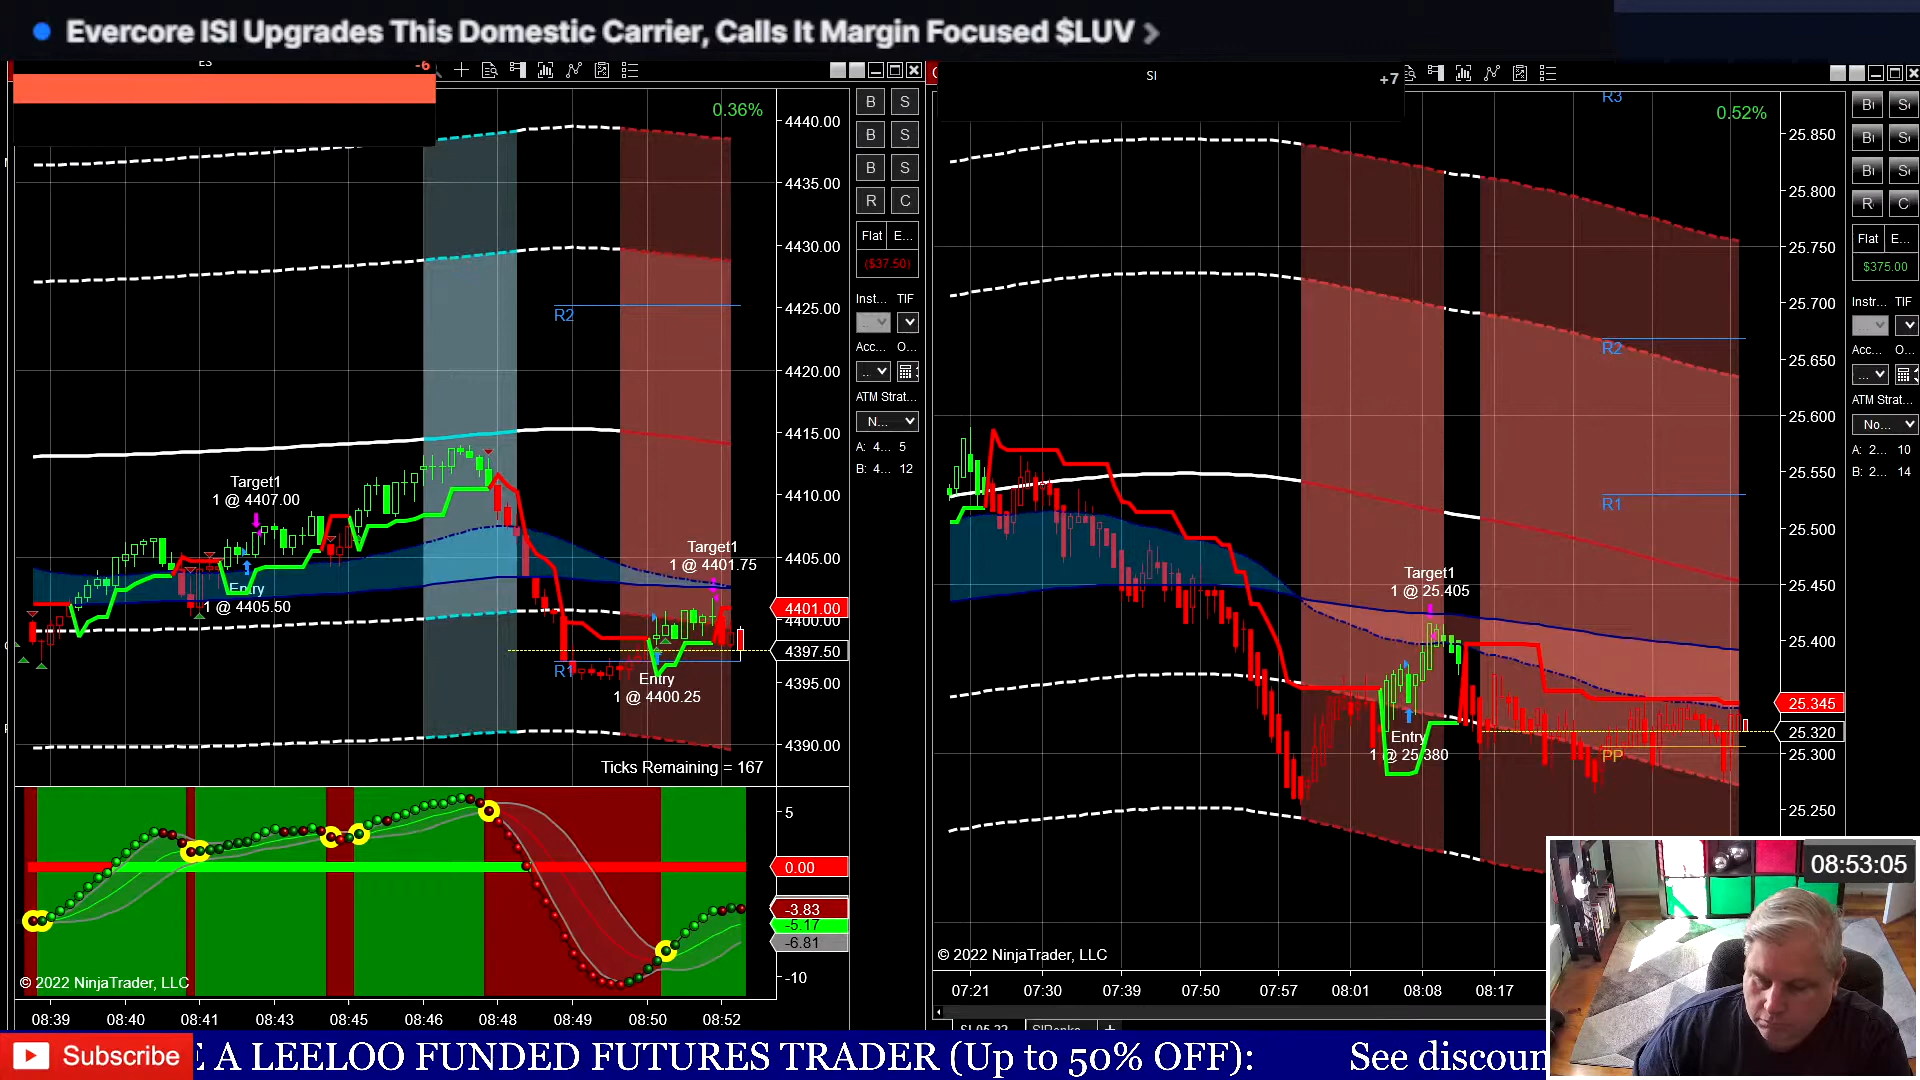 Evercore ISI Upgrades This Domestic Carrier, Calls It Margin Focused $LUV
ES
-6
0.36%
4440.00
4435.00
4430.00
4425.00
4420.00
4415.00
4410.00
4405.00
4401.00
4400.00
4397.50
4395.00
4390.00
R2
R1
Target1
1 @ 4407.00
Entry
1 @ 4405.50
Target1
1 @ 4401.75
Entry
1 @ 4400.25
Ticks Remaining = 167
5
0.00
-3.83
-5.17
-6.81
-10
© 2022 NinjaTrader, LLC
08:39
08:40
08:41
08:43
08:45
08:46
08:48
08:49
08:50
08:52
B
S
B
S
B
S
R
C
Flat
E...
($37.50)
Inst...
TIF
Acc...
O...
...
ATM Strat...
N...
A: 4...
5
B: 4...
12
SI
+7
0.52%
R3
R2
R1
PP
25.850
25.800
25.750
25.700
25.650
25.600
25.550
25.500
25.450
25.400
25.345
25.320
25.300
25.250
Target1
1 @ 25.405
Entry
1 @ 25.380
© 2022 NinjaTrader, LLC
07:21
07:30
07:39
07:50
07:57
08:01
08:08
08:17
SI 05-22
+
R
C
Flat
E...
$375.00
Instr...
TIF
Acc...
O...
...
ATM Strat...
No...
A: 2...
10
B: 2...
14
08:53:05
Subscribe
E A LEELOO FUNDED FUTURES TRADER (Up to 50% OFF):
See discoun